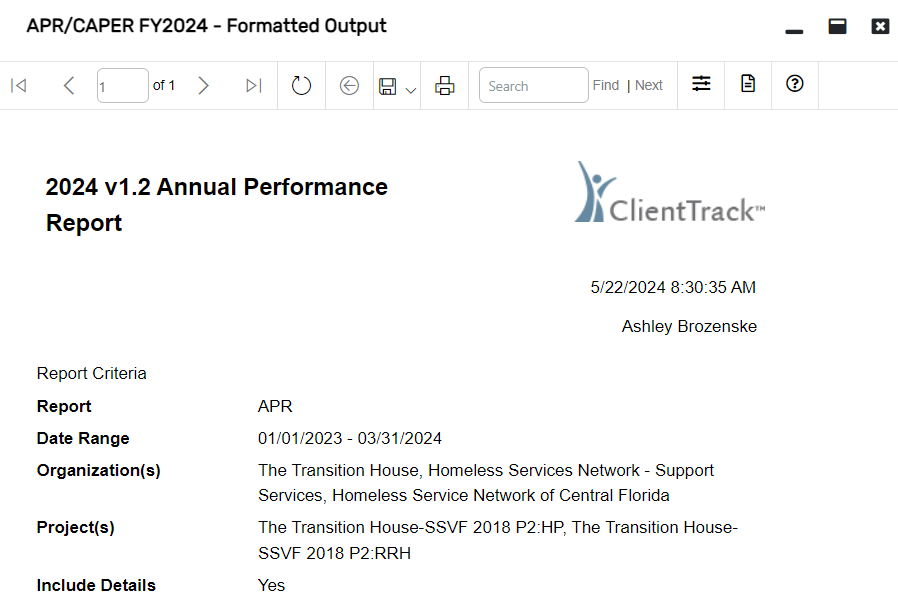 APR/CAPER FY2024 - Formatted Output
1 of 1 Search Find | Next
2024 v1.2 Annual Performance
Report
ClientTrack™
5/22/2024 8:30:35 AM
Ashley Brozenske
Report Criteria
Report APR
Date Range 01/01/2023 - 03/31/2024
Organization(s) The Transition House, Homeless Services Network - Support
Services, Homeless Service Network of Central Florida
Project(s) The Transition House-SSVF 2018 P2:HP, The Transition House-
SSVF 2018 P2:RRH
Include Details Yes